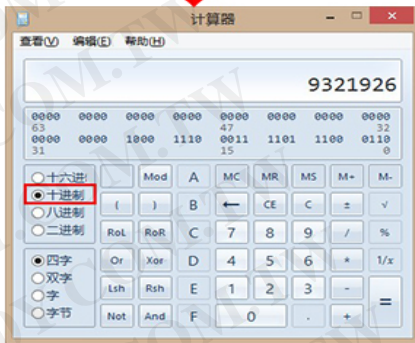 计算器
查看(V) 编辑(E) 帮助(H)
9321926
0000 0000 0000 0000 0000 0000 0000 0000
63 47 32
0000 0000 1000 1110 0011 1101 1100 0110
31 15 0
十六进 Mod A MC MR MS M+ M-
十进制 ( ) B ← CE C ± √
八进制
二进制 RoL RoR C 7 8 9 / %
四字 Or Xor D 4 5 6 * 1/x
双字
字 Lsh Rsh E 1 2 3 - =
字节 Not And F 0 . +